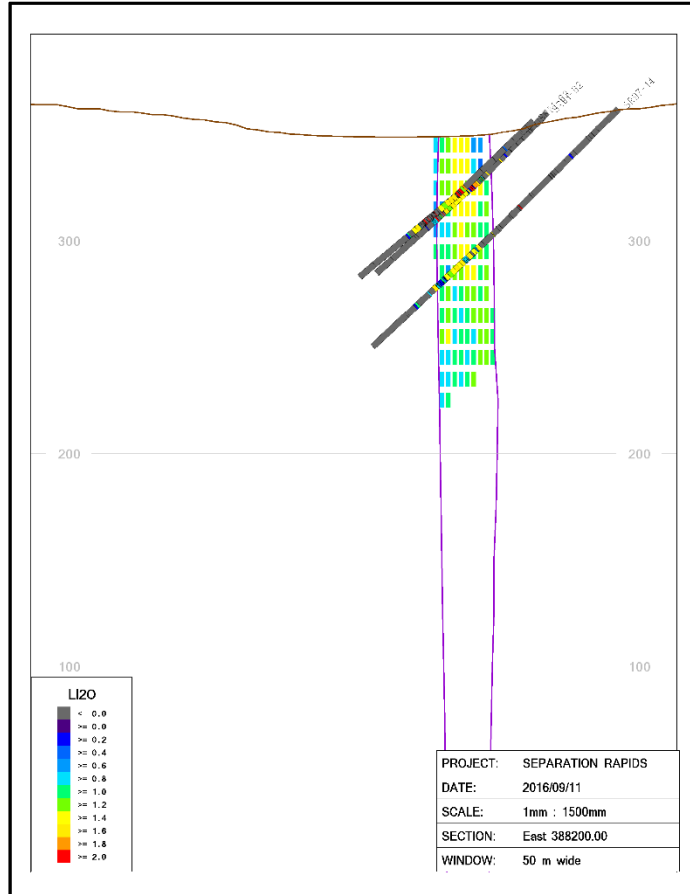 300 300
200 200
100 100
LI2O
< 0.0
>= 0.0
>= 0.2
>= 0.4
>= 0.6
>= 0.8
>= 1.0
>= 1.2
>= 1.4
>= 1.6
>= 1.8
>= 2.0
PROJECT: SEPARATION RAPIDS
DATE: 2016/09/11
SCALE: 1mm : 1500mm
SECTION: East 388200.00
WINDOW: 50 m wide